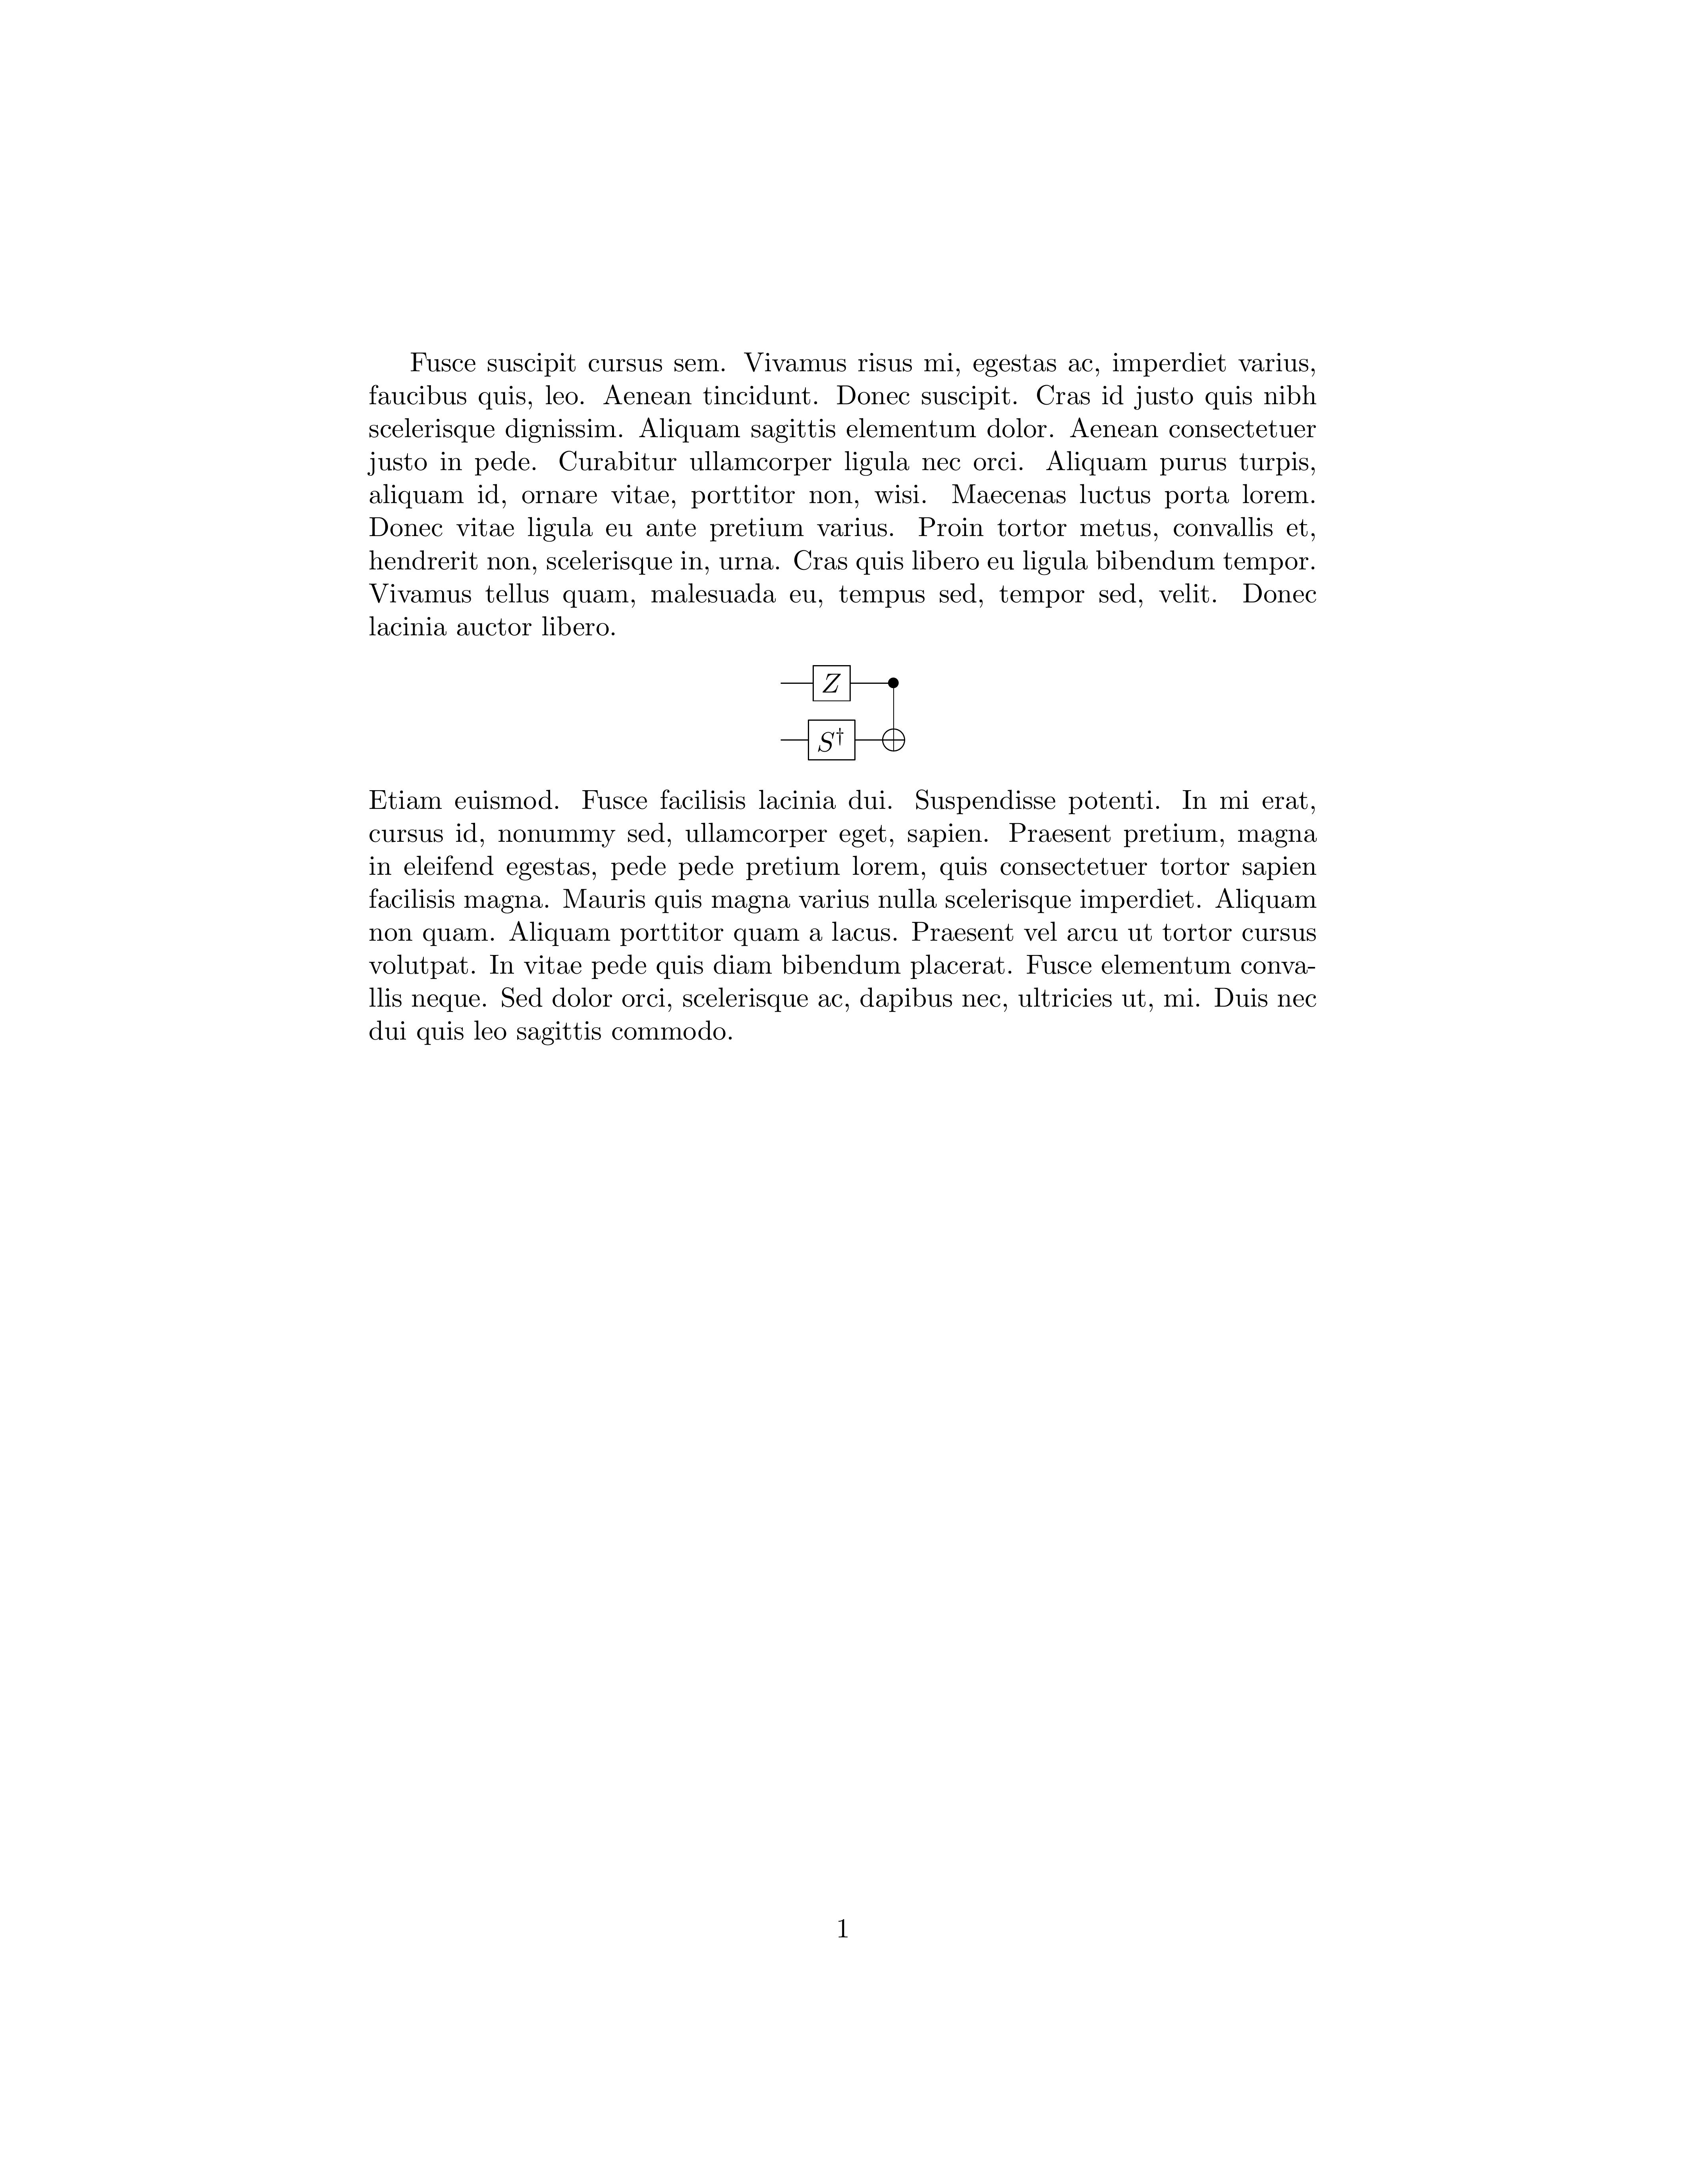 Fusce suscipit cursus sem. Vivamus risus mi, egestas ac, imperdiet varius,
faucibus quis, leo. Aenean tincidunt. Donec suscipit. Cras id justo quis nibh
scelerisque dignissim. Aliquam sagittis elementum dolor. Aenean consectetuer
justo in pede. Curabitur ullamcorper ligula nec orci. Aliquam purus turpis,
aliquam id, ornare vitae, porttitor non, wisi. Maecenas luctus porta lorem.
Donec vitae ligula eu ante pretium varius. Proin tortor metus, convallis et,
hendrerit non, scelerisque in, urna. Cras quis libero eu ligula bibendum tempor.
Vivamus tellus quam, malesuada eu, tempus sed, tempor sed, velit. Donec
lacinia auctor libero.
Z
S†
Etiam euismod. Fusce facilisis lacinia dui. Suspendisse potenti. In mi erat,
cursus id, nonummy sed, ullamcorper eget, sapien. Praesent pretium, magna
in eleifend egestas, pede pede pretium lorem, quis consectetuer tortor sapien
facilisis magna. Mauris quis magna varius nulla scelerisque imperdiet. Aliquam
non quam. Aliquam porttitor quam a lacus. Praesent vel arcu ut tortor cursus
volutpat. In vitae pede quis diam bibendum placerat. Fusce elementum conva-
llis neque. Sed dolor orci, scelerisque ac, dapibus nec, ultricies ut, mi. Duis nec
dui quis leo sagittis commodo.
1